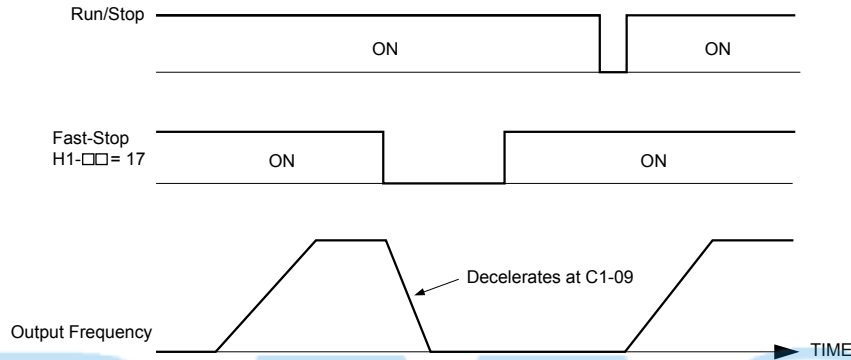 Run/Stop
ON
ON
Fast-Stop
H1-□□= 17
ON
ON
Decelerates at C1-09
Output Frequency
TIME